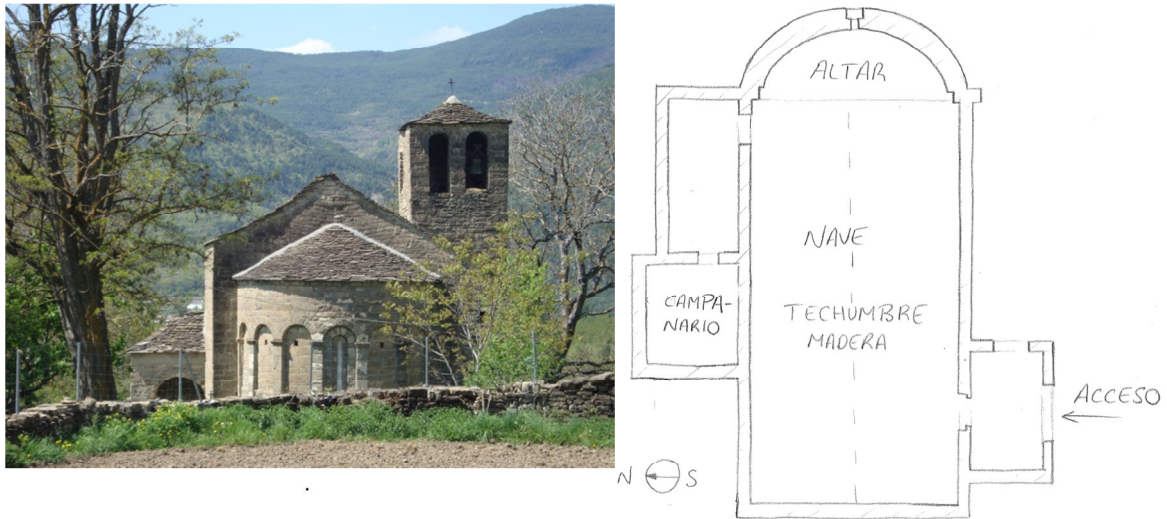 ALTAR
NAVE
CAMPA-
NARIO
TECHUMBRE
MADERA
ACCESO
N S